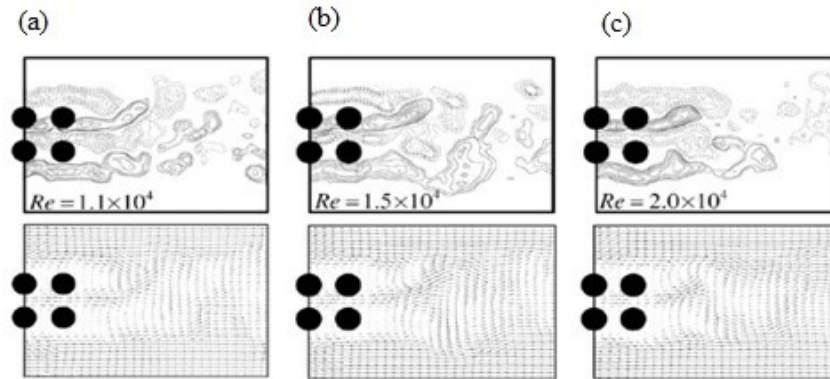 (a)
(b)
(c)
Re = 1.1×10⁴
Re = 1.5×10⁴
Re = 2.0×10⁴